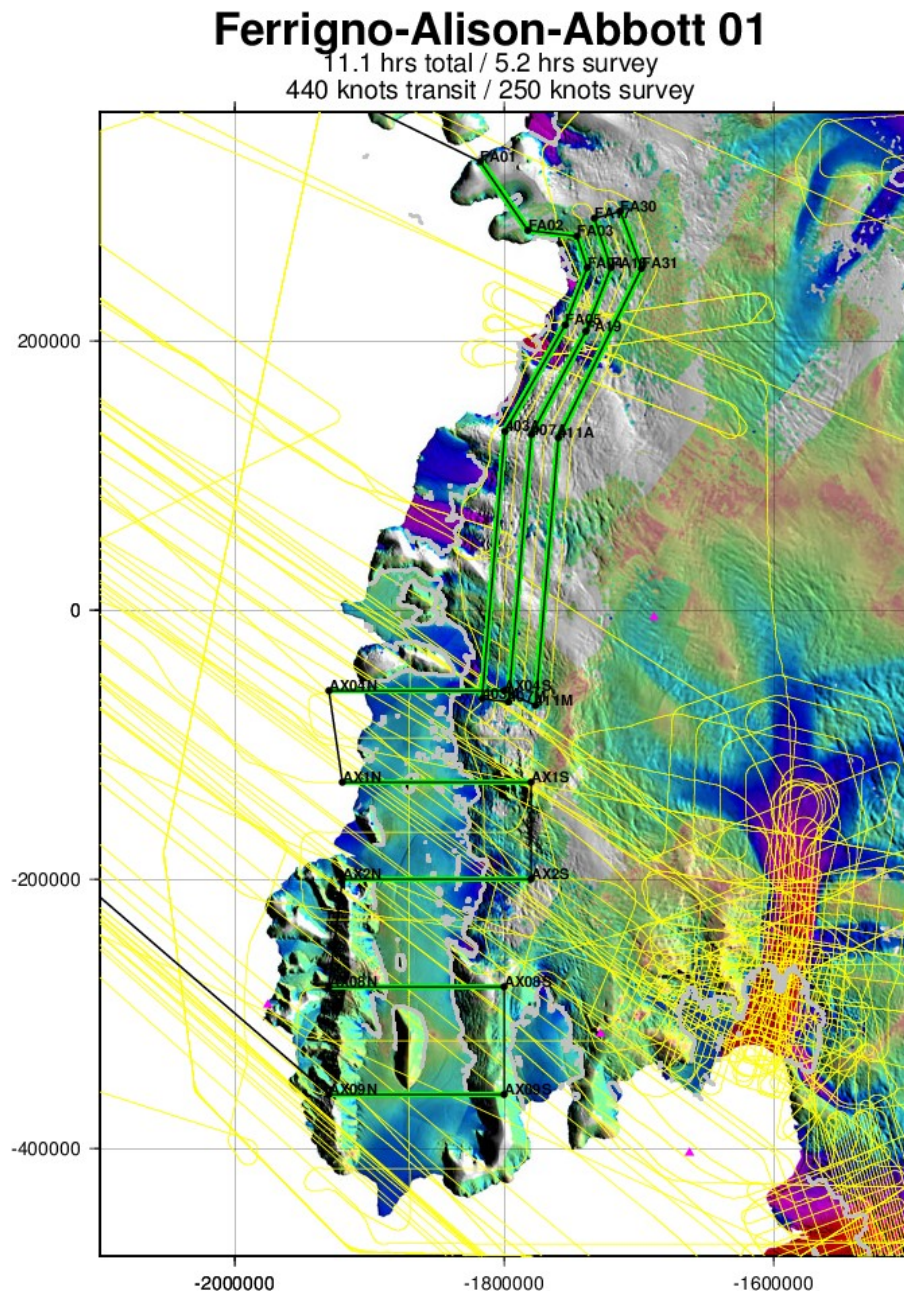 Ferrigno-Alison-Abbott 01
11.1 hrs total / 5.2 hrs survey
440 knots transit / 250 knots survey
FA01
FA30
FA02
FA03
FA31
FA05
200000
A11A
0
AX04N
AX04S
A11M
AX1N
AX1S
-200000
AX2N
AX2S
AX08N
AX08S
AX09N
AX09S
-400000
-2000000
-1800000
-1600000